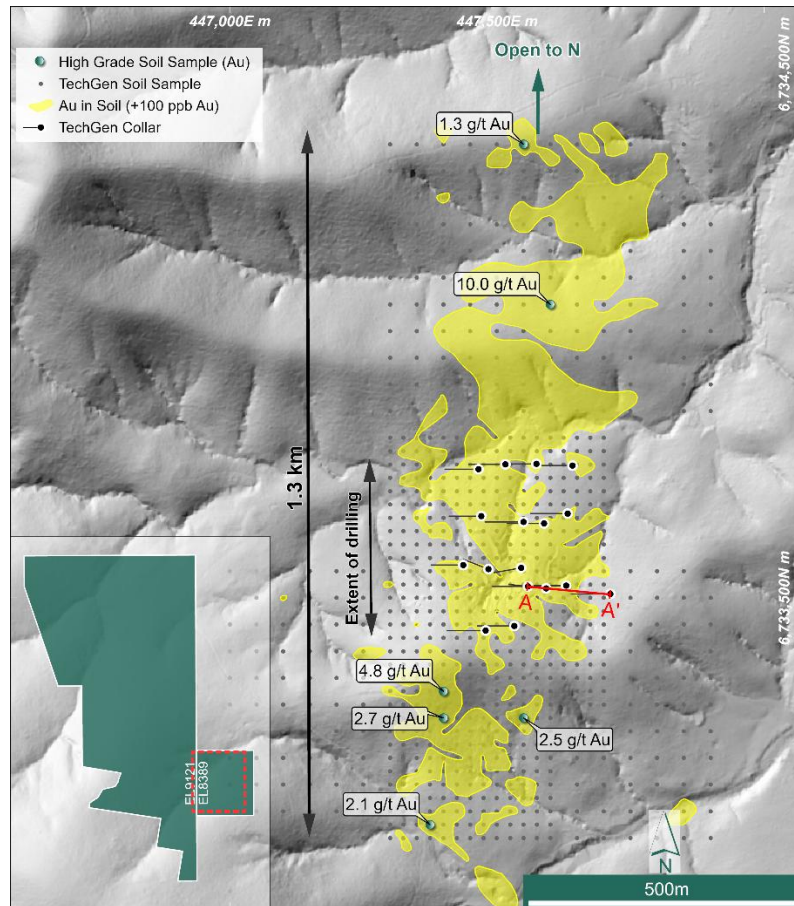 447,000E m
447,500E m
6,734,500N m
High Grade Soil Sample (Au)
TechGen Soil Sample
Au in Soil (+100 ppb Au)
TechGen Collar
Open to N
1.3 g/t Au
10.0 g/t Au
1.3 km
Extent of drilling
A
A'
6,733,500N m
4.8 g/t Au
2.7 g/t Au
2.5 g/t Au
2.1 g/t Au
EL9121
EL8389
N
500m